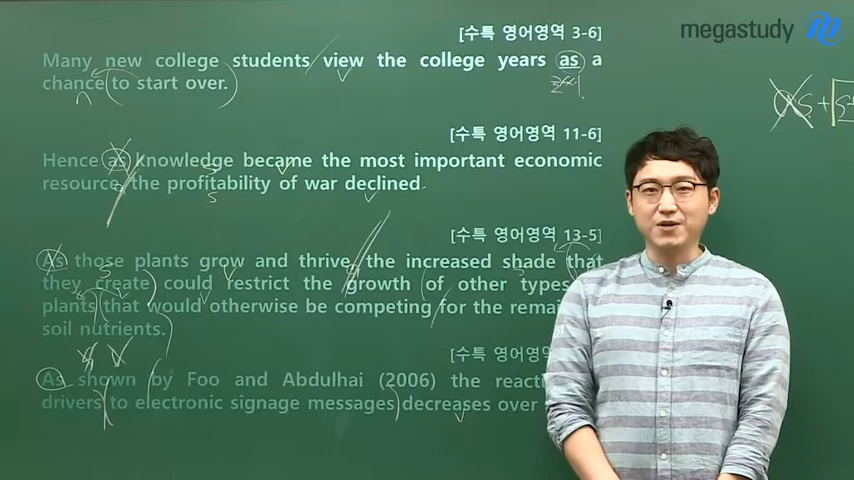 megastudy
[수특 영어영역 3-6]
Many new college students view the college years as a
chance to start over.
[수특 영어영역 11-6]
Hence as knowledge became the most important economic
resource, the profitability of war declined.
[수특 영어영역 13-5]
As those plants grow and thrive, the increased shade that
they create could restrict the growth of other types
plants that would otherwise be competing for the remai
soil nutrients.
[수특 영어영역
As shown by Foo and Abdulhai (2006) the reacti
drivers to electronic signage messages decreases over